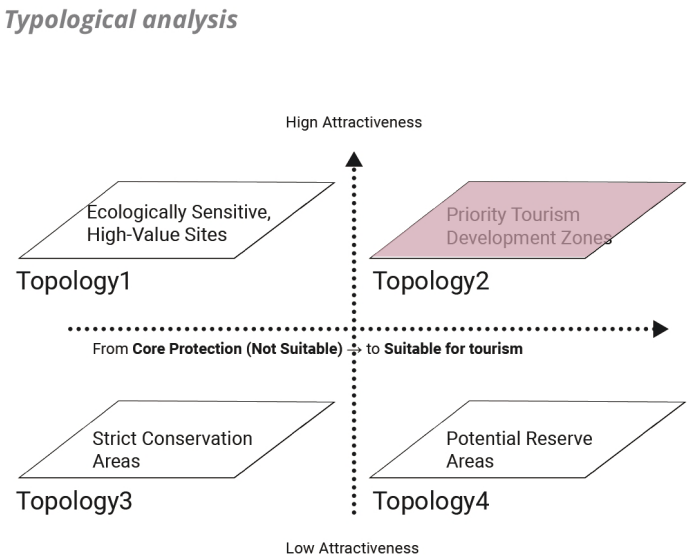 Typological analysis
Hign Attractiveness
Ecologically Sensitive,
High-Value Sites
Topology1
Priority Tourism
Development Zones
Topology2
From Core Protection (Not Suitable) → to Suitable for tourism
Strict Conservation
Areas
Topology3
Potential Reserve
Areas
Topology4
Low Attractiveness